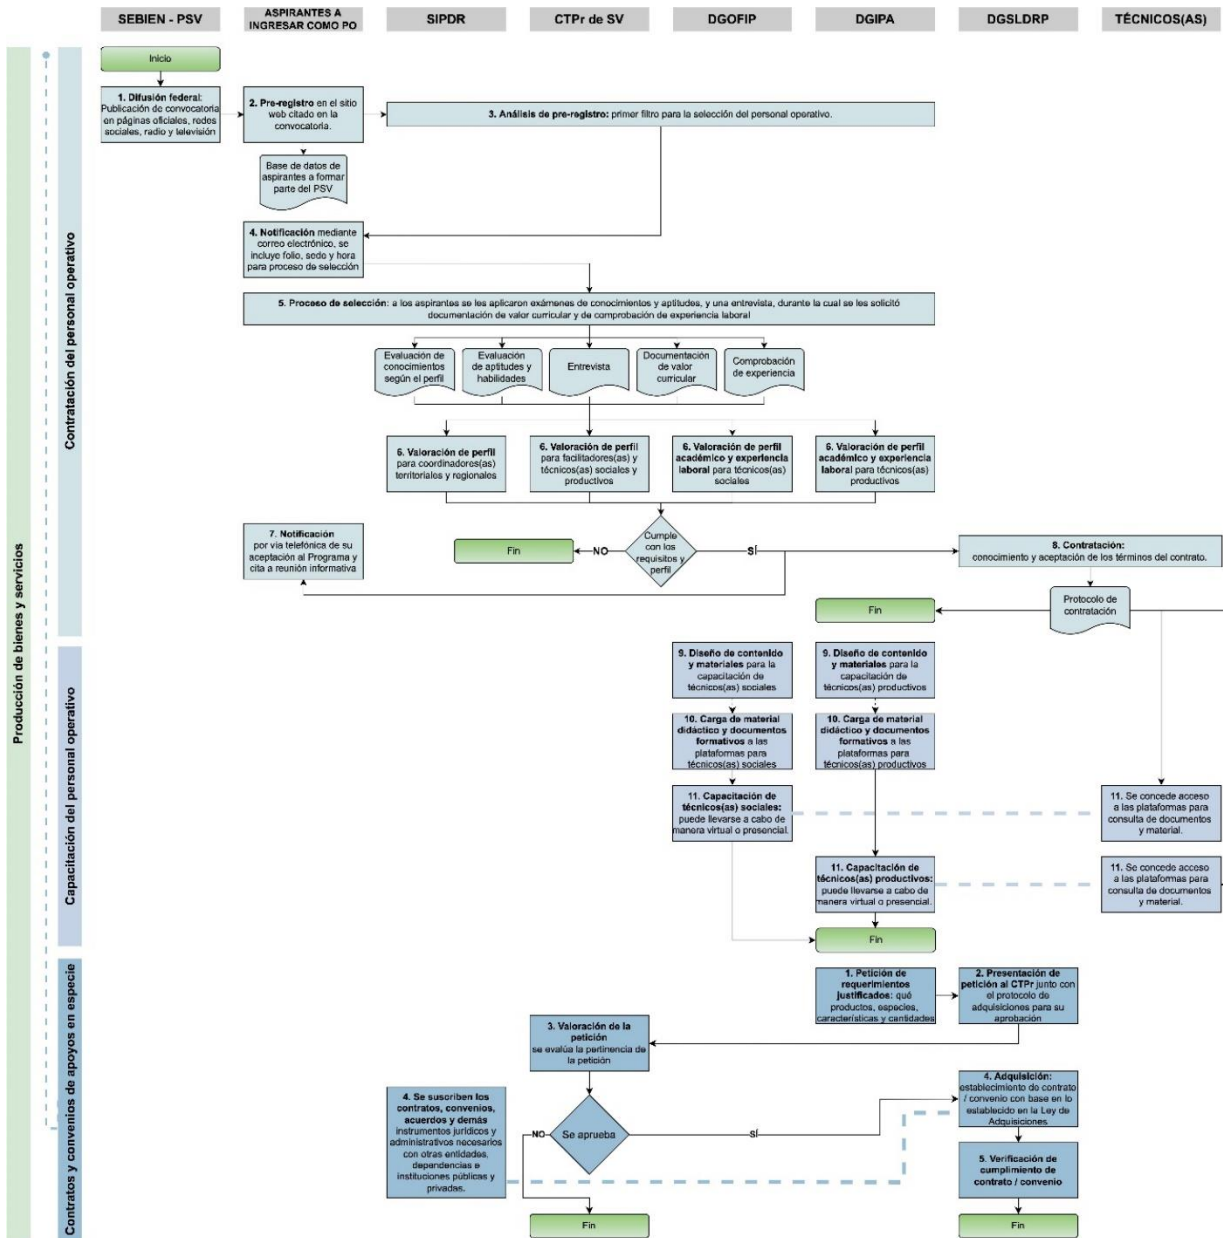 SEBIEN - PSV
ASPIRANTES A
INGRESAR COMO PO
SIPDR
CTPr de SV
DGOFIP
DGIPA
DGSLDRP
TÉCNICOS(AS)
Producción de bienes y servicios
Contratación del personal operativo
Inicio
1. Difusión federal:
Publicación de convocatoria
en páginas oficiales, redes
sociales, radio y televisión
2. Pre-registro en el sitio
web citado en la
convocatoria.
3. Análisis de pre-registro: primer filtro para la selección del personal operativo.
Base de datos de
aspirantes a formar
parte del PSV
4. Notificación mediante
correo electrónico, se
incluye folio, sede y hora
para proceso de selección
5. Proceso de selección: a los aspirantes se les aplicaron exámenes de conocimientos y aptitudes, y una entrevista, durante la cual se les solicitó
documentación de valor curricular y de comprobación de experiencia laboral
Evaluación de
conocimientos
según el perfil
Evaluación
de aptitudes y
habilidades
Entrevista
Documentación
de valor
curricular
Comprobación
de experiencia
6. Valoración de perfil
para coordinadores(as)
territoriales y regionales
6. Valoración de perfil
para facilitadores(as) y
técnicos(as) sociales y
productivos
6. Valoración de perfil
académico y experiencia
laboral para técnicos(as)
sociales
6. Valoración de perfil
académico y experiencia
laboral para técnicos(as)
productivos
7. Notificación
por vía telefónica de su
aceptación al Programa y
cita a reunión informativa
Fin
NO
Cumple
con los
requisitos y
perfil
SÍ
8. Contratación:
conocimiento y aceptación de los términos del contrato.
Fin
Protocolo de
contratación
Capacitación del personal operativo
9. Diseño de contenido
y materiales para la
capacitación de
técnicos(as) sociales
9. Diseño de contenido
y materiales para la
capacitación de
técnicos(as) productivos
10. Carga de material
didáctico y documentos
formativos a las
plataformas para
técnicos(as) sociales
10. Carga de material
didáctico y documentos
formativos a las
plataformas para
técnicos(as) productivos
11. Capacitación de
técnicos(as) sociales:
puede llevarse a cabo de
manera virtual o presencial.
11. Se concede acceso
a las plataformas para
consulta de documentos
y material.
11. Capacitación de
técnicos(as) productivos:
puede llevarse a cabo de
manera virtual o presencial.
11. Se concede acceso
a las plataformas para
consulta de documentos
y material.
Fin
Contratos y convenios de apoyos en especie
1. Petición de
requerimientos
justificados: qué
productos, especies,
características y cantidades
2. Presentación de
petición al CTPr junto con
el protocolo de
adquisiciones para su
aprobación
3. Valoración de la
petición
se evalúa la pertinencia de
la petición
4. Se suscriben los
contratos, convenios,
acuerdos y demás
instrumentos jurídicos y
administrativos necesarios
con otras entidades,
dependencias e
instituciones públicas y
privadas.
NO
Se aprueba
SÍ
4. Adquisición:
establecimiento de contrato
/ convenio con base en lo
establecido en la Ley de
Adquisiciones
5. Verificación de
cumplimiento de
contrato / convenio
Fin
Fin